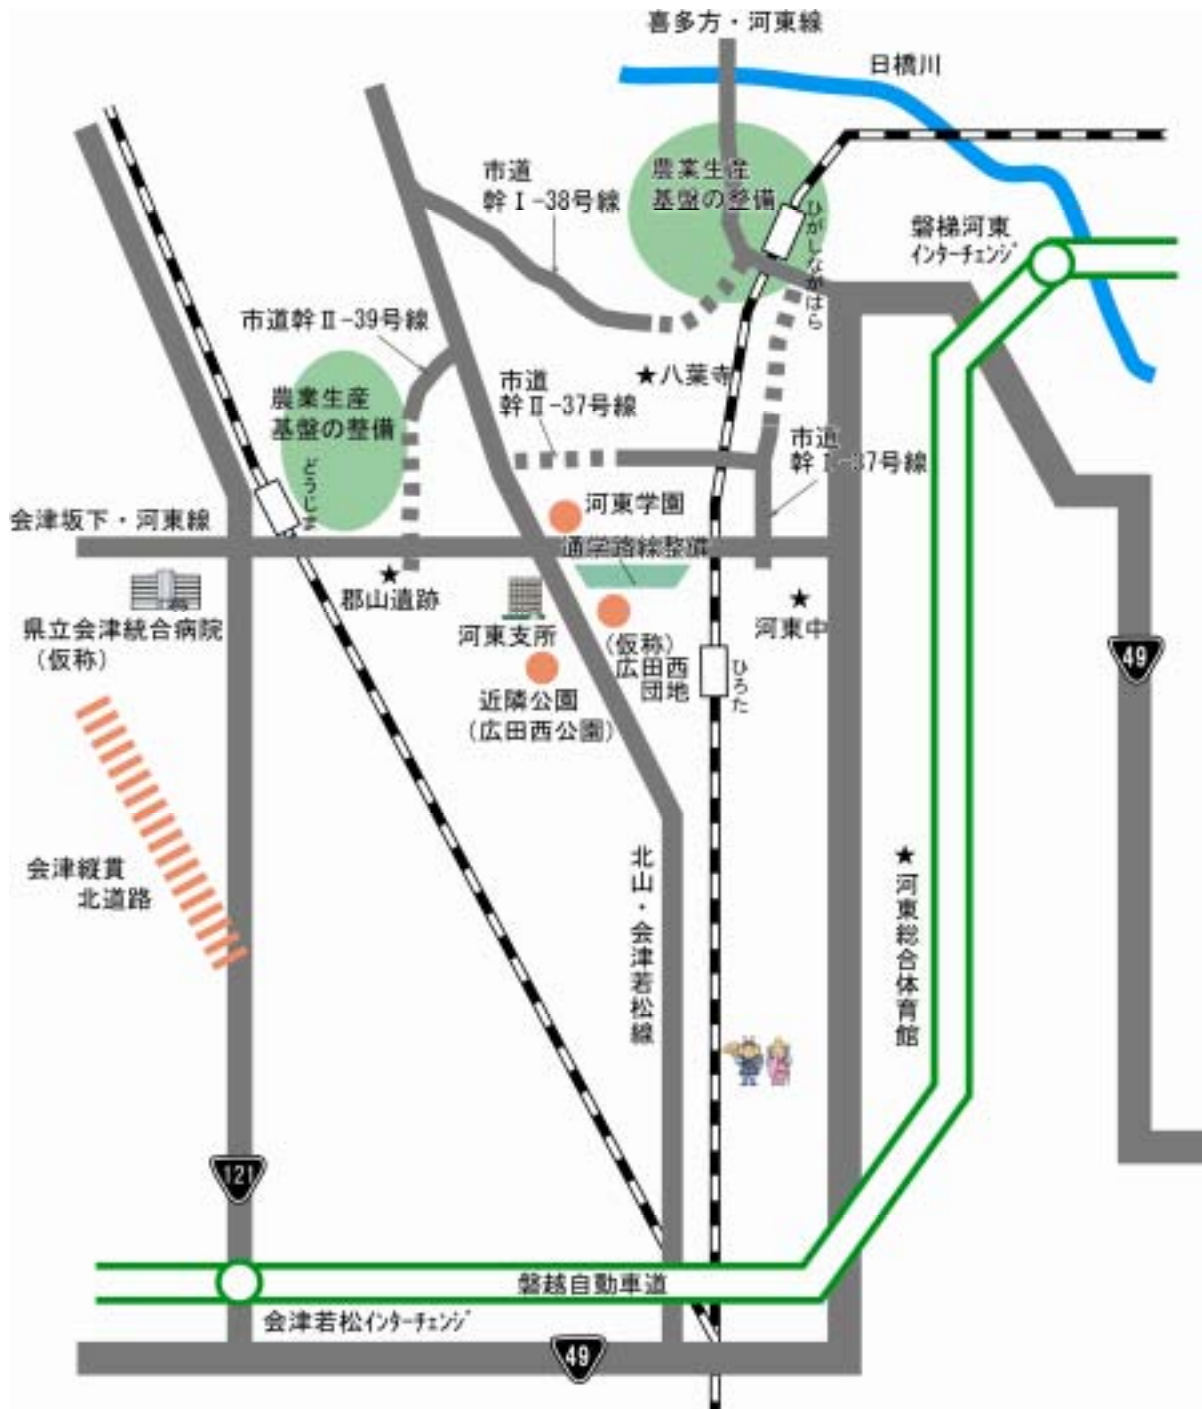 喜多方・河東線
日橋川
市道
幹Ⅰ-38号線
農業生産
基盤の整備
ひがしながはら
磐梯河東
ｲﾝﾀｰﾁｪﾝｼﾞ
市道幹Ⅱ-39号線
農業生産
基盤の整備
★八葉寺
市道
幹Ⅱ-37号線
市道
幹Ⅰ-37号線
どうじま
会津坂下・河東線
河東学園
通学路線整備
★
郡山遺跡
県立会津統合病院
（仮称）
河東支所
（仮称）
広田西
団地
★
河東中
ひろた
近隣公園
（広田西公園）
49
会津縦貫
北道路
北山・会津若松線
★河東総合体育館
121
磐越自動車道
会津若松ｲﾝﾀｰﾁｪﾝｼﾞ
49